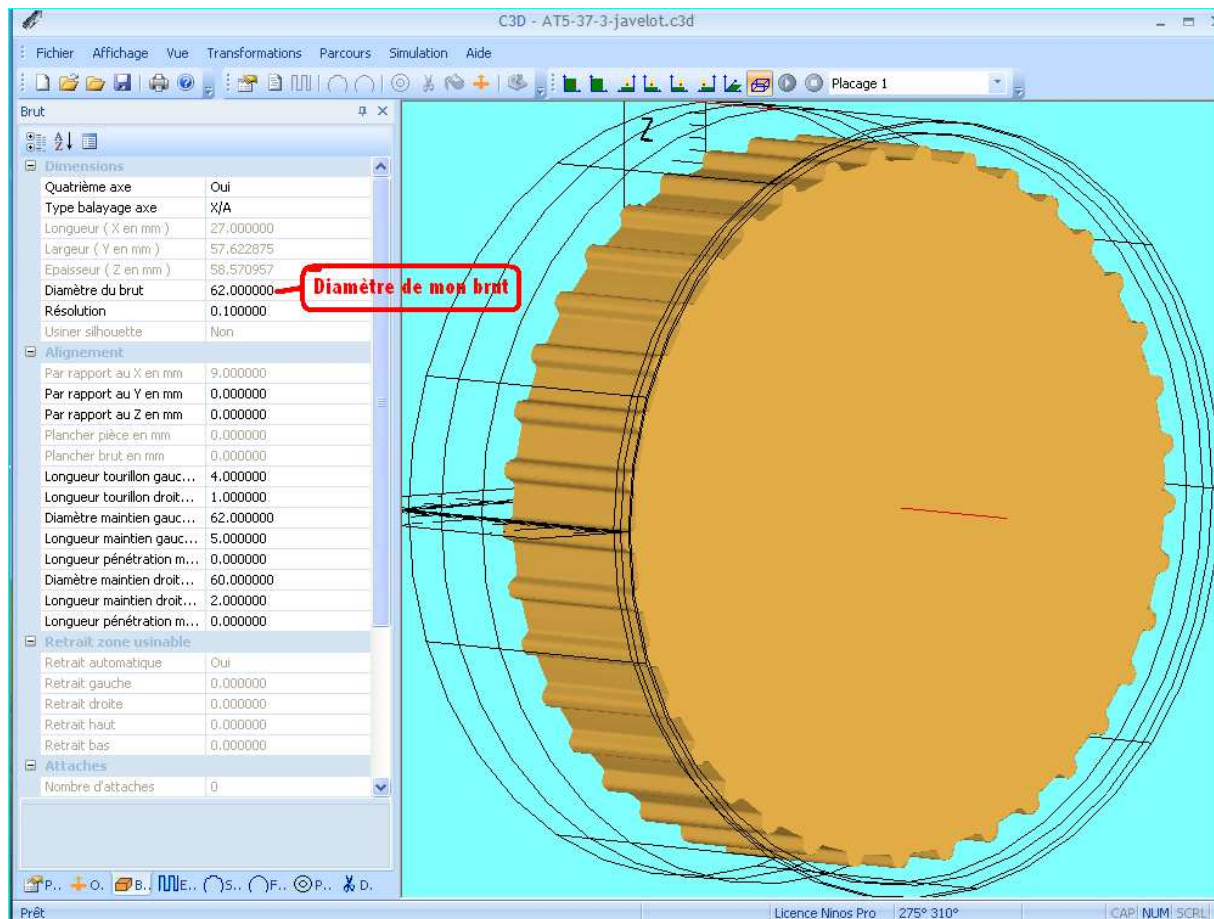 C3D - AT5-37-3-javelot.c3d
Fichier Affichage Vue Transformations Parcours Simulation Aide
Placage 1
Brut
Dimensions
Quatrième axe Oui
Type balayage axe X/A
Longueur ( X en mm ) 27.000000
Largeur ( Y en mm ) 57.622875
Epaisseur ( Z en mm ) 58.570957
Diamètre du brut 62.000000
Diamètre de mon brut
Résolution 0.100000
Usiner silhouette Non
Alignement
Par rapport au X en mm 9.000000
Par rapport au Y en mm 0.000000
Par rapport au Z en mm 0.000000
Plancher pièce en mm 0.000000
Plancher brut en mm 0.000000
Longueur tourillon gauc... 4.000000
Longueur tourillon droit... 1.000000
Diamètre maintien gauc... 62.000000
Longueur maintien gauc... 5.000000
Longueur pénétration m... 0.000000
Diamètre maintien droit... 60.000000
Longueur maintien droit... 2.000000
Longueur pénétration m... 0.000000
Retrait zone usinable
Retrait automatique Oui
Retrait gauche 0.000000
Retrait droite 0.000000
Retrait haut 0.000000
Retrait bas 0.000000
Attaches
Nombre d'attaches 0
P.. O. B. E.. S.. F.. P.. D.
Z
Prêt Licence Ninos Pro 275° 310° CAP NUM SCRL